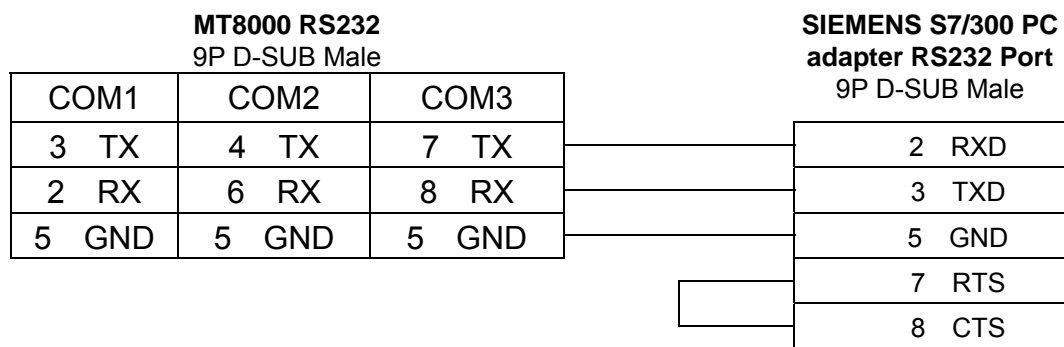 MT8000 RS232
9P D-SUB Male
COM1 COM2 COM3
3 TX 4 TX 7 TX
2 RX 6 RX 8 RX
5 GND 5 GND 5 GND
SIEMENS S7/300 PC
adapter RS232 Port
9P D-SUB Male
2 RXD
3 TXD
5 GND
7 RTS
8 CTS